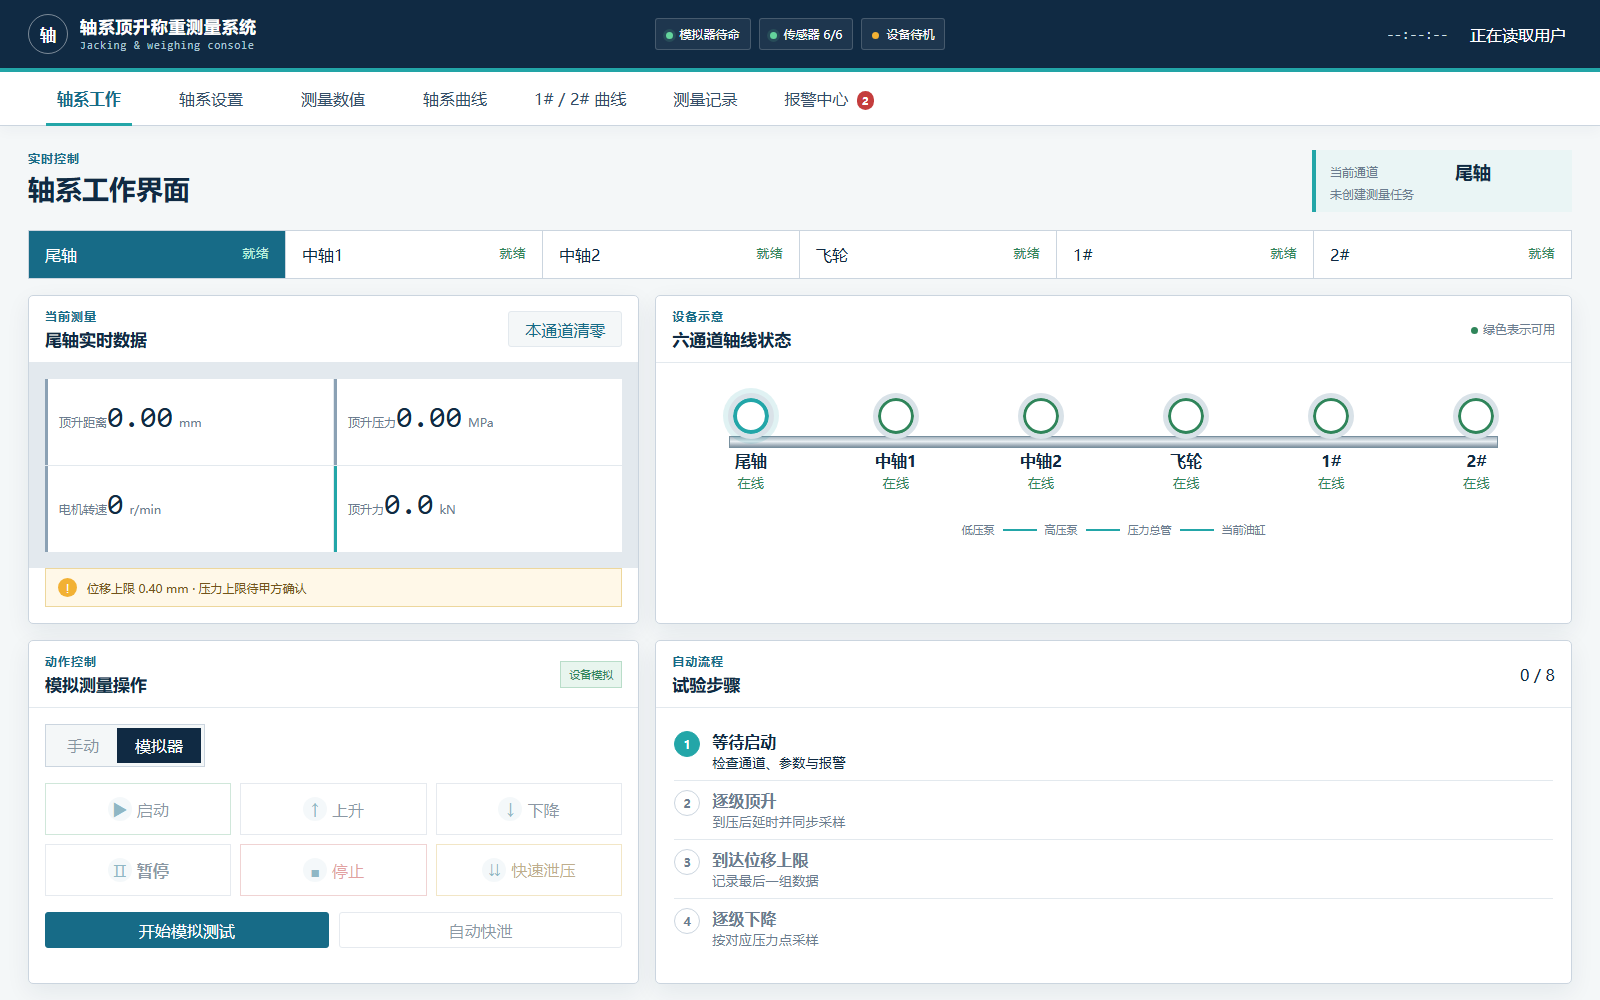 轴
轴系顶升称重测量系统
Jacking & weighing console
模拟器待命
传感器 6/6
设备待机
--:--:--
正在读取用户
轴系工作
轴系设置
测量数值
轴系曲线
1# / 2# 曲线
测量记录
报警中心 2
实时控制
轴系工作界面
当前通道
尾轴
未创建测量任务
尾轴 就绪
中轴1 就绪
中轴2 就绪
飞轮 就绪
1# 就绪
2# 就绪
当前测量
尾轴实时数据
本通道清零
顶升距离0.00 mm
顶升压力0.00 MPa
电机转速0 r/min
顶升力0.0 kN
! 位移上限 0.40 mm · 压力上限待甲方确认
设备示意
六通道轴线状态
绿色表示可用
尾轴
在线
中轴1
在线
中轴2
在线
飞轮
在线
1#
在线
2#
在线
低压泵
高压泵
压力总管
当前油缸
动作控制
模拟测量操作
设备模拟
手动
模拟器
▶ 启动
↑ 上升
↓ 下降
Ⅱ 暂停
■ 停止
⇊ 快速泄压
开始模拟测试
自动快泄
自动流程
试验步骤
0 / 8
1 等待启动
检查通道、参数与报警
2 逐级顶升
到压后延时并同步采样
3 到达位移上限
记录最后一组数据
4 逐级下降
按对应压力点采样